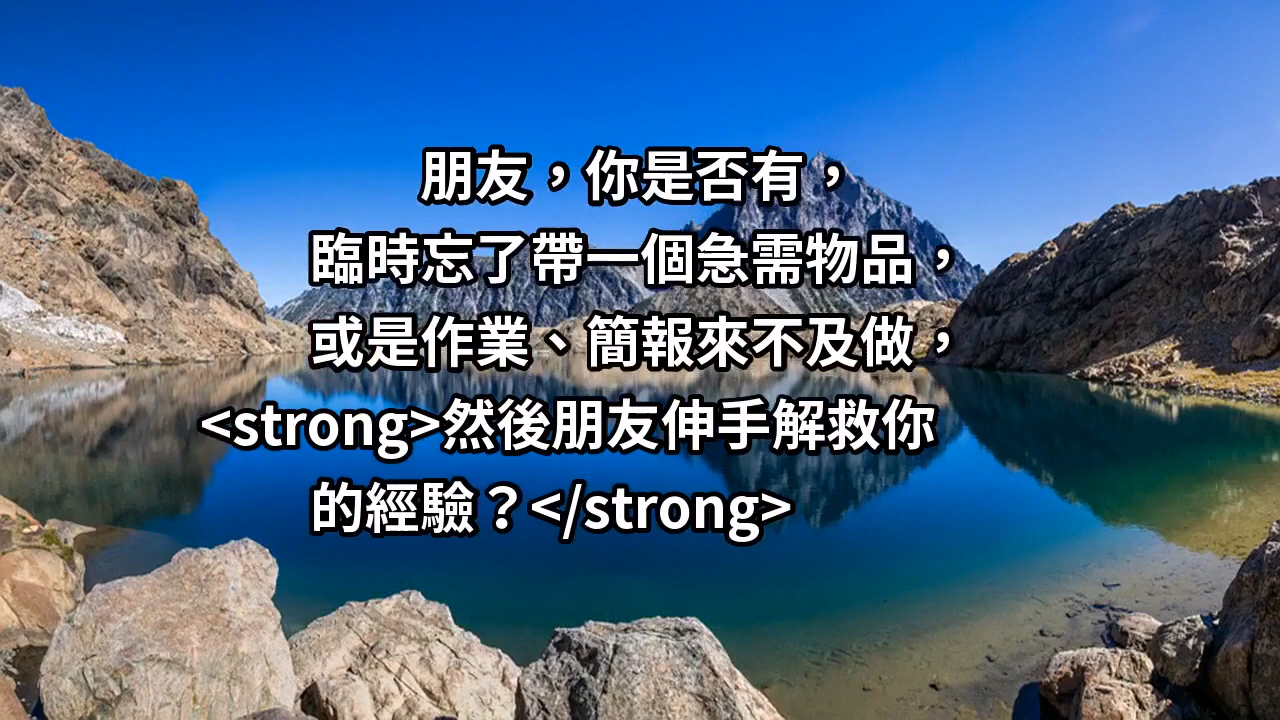 朋友，你是否有，
臨時忘了帶一個急需物品，
或是作業、簡報來不及做，
<strong>然後朋友伸手解救你
的經驗？</strong>